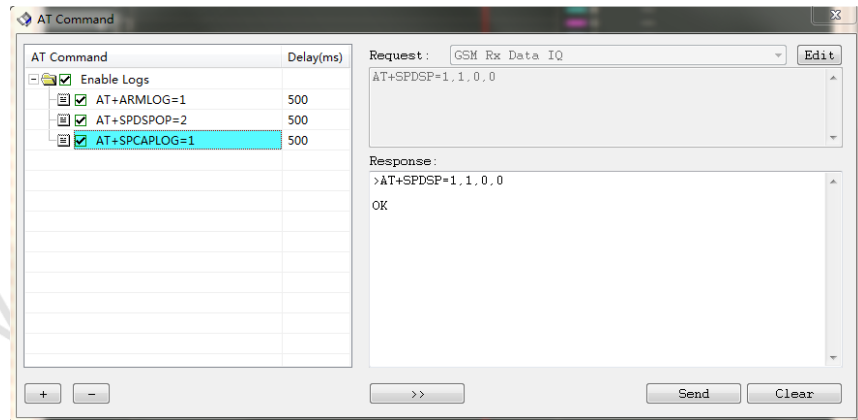 AT Command
AT Command Delay(ms)
Enable Logs
AT+ARMLOG=1 500
AT+SPDSPOP=2 500
AT+SPCAPLOG=1 500
+ -
Request: GSM Rx Data IQ Edit
AT+SPDSP=1,1,0,0
Response:
>AT+SPDSP=1,1,0,0
OK
>> Send Clear